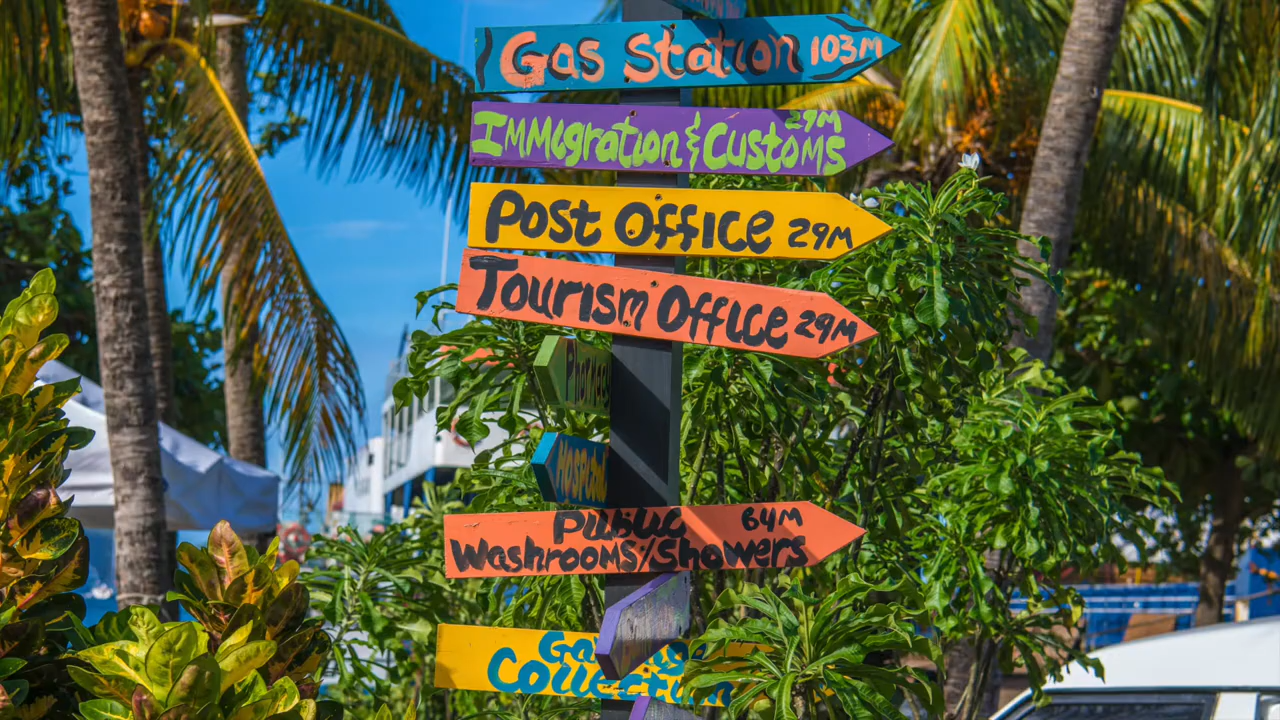 Gas Station 103M
Immigration & Customs 29M
Post Office 29M
Tourism Office 29M
Hospital
Public 64M
Washrooms/Showers
Collection